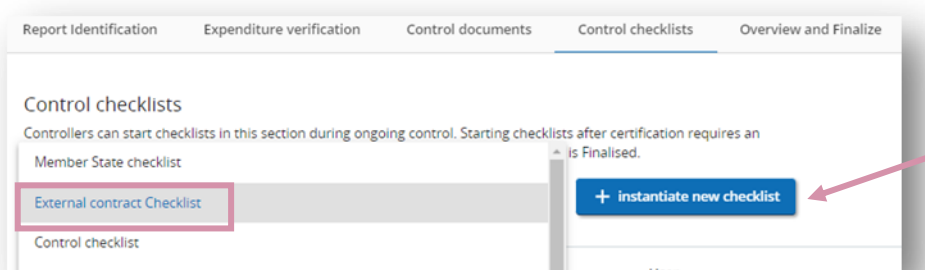 Report Identification Expenditure verification Control documents Control checklists Overview and Finalize
Control checklists
Controllers can start checklists in this section during ongoing control. Starting checklists after certification requires an
is Finalised.
Member State checklist
External contract Checklist
+ instantiate new checklist
Control checklist